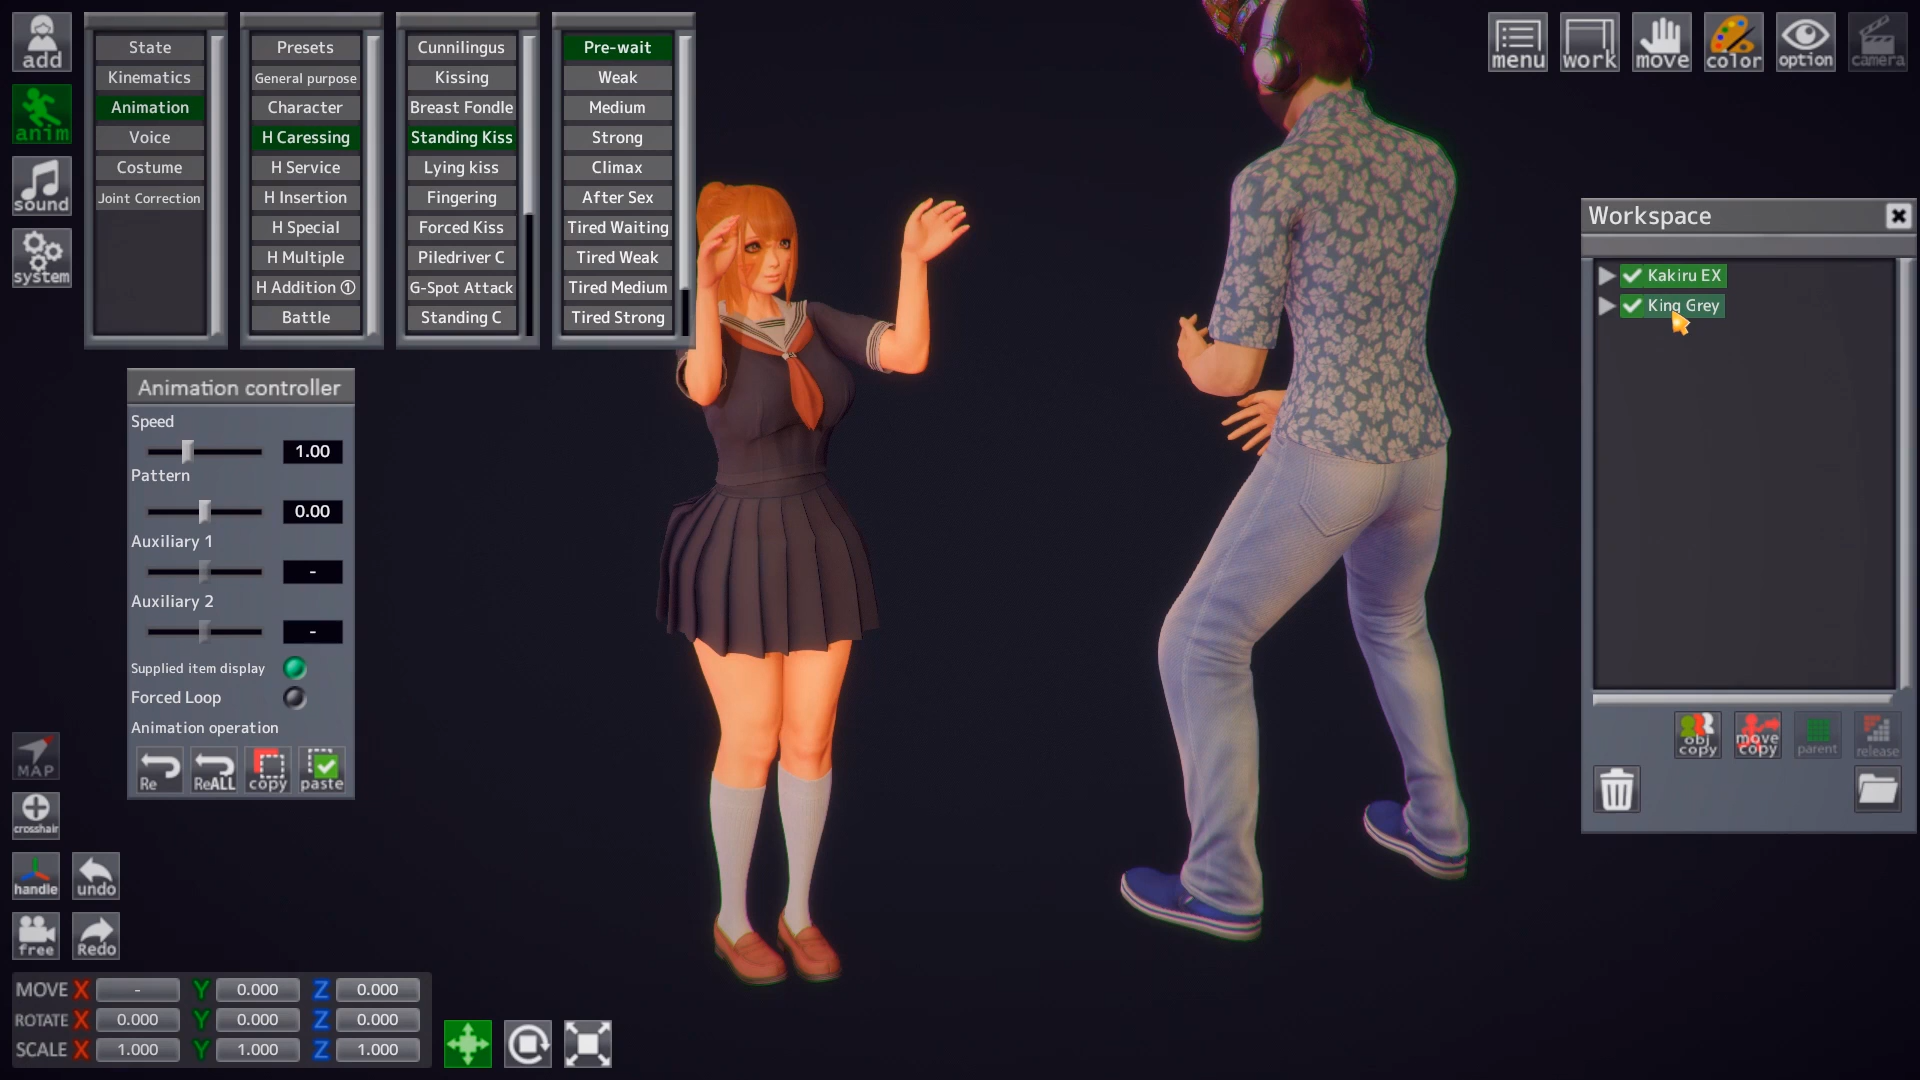 add
anim
sound
system
State
Kinematics
Animation
Voice
Costume
Joint Correction
Presets
General purpose
Character
H Caressing
H Service
H Insertion
H Special
H Multiple
H Addition ①
Battle
Cunnilingus
Kissing
Breast Fondle
Standing Kiss
Lying kiss
Fingering
Forced Kiss
Piledriver C
G-Spot Attack
Standing C
Pre-wait
Weak
Medium
Strong
Climax
After Sex
Tired Waiting
Tired Weak
Tired Medium
Tired Strong
menu
work
move
color
option
camera
Animation controller
Speed
1.00
Pattern
0.00
Auxiliary 1
-
Auxiliary 2
-
Supplied item display
Forced Loop
Animation operation
Re
ReALL
copy
paste
Workspace
Kakiru EX
King Grey
obj copy
move copy
parent
release
MAP
crosshair
handle
undo
free
Redo
MOVE X - Y 0.000 Z 0.000
ROTATE X 0.000 Y 0.000 Z 0.000
SCALE X 1.000 Y 1.000 Z 1.000